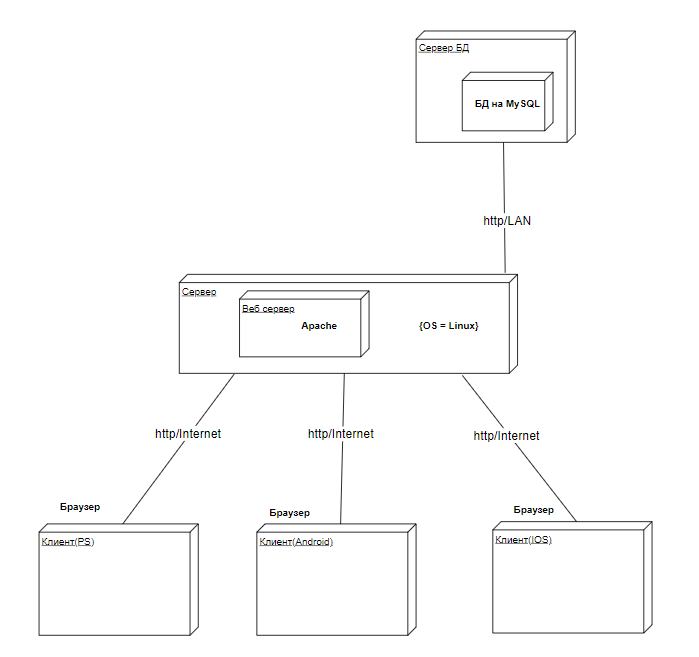 Сервер БД
БД на MySQL
http/LAN
Сервер
Веб сервер
Apache
{OS = Linux}
http/Internet
http/Internet
http/Internet
Браузер
Браузер
Браузер
Клиент(PS)
Клиент(Android)
Клиент(IOS)